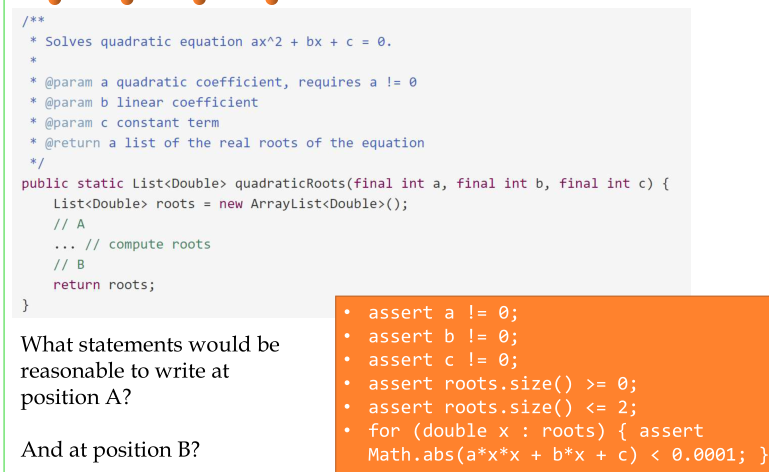 /**
 * Solves quadratic equation ax^2 + bx + c = 0.
 *
 * @param a quadratic coefficient, requires a != 0
 * @param b linear coefficient
 * @param c constant term
 * @return a list of the real roots of the equation
 */
public static List<Double> quadraticRoots(final int a, final int b, final int c) {
    List<Double> roots = new ArrayList<Double>();
    // A
    ... // compute roots
    // B
    return roots;
}
What statements would be
reasonable to write at
position A?
And at position B?
• assert a != 0;
• assert b != 0;
• assert c != 0;
• assert roots.size() >= 0;
• assert roots.size() <= 2;
• for (double x : roots) { assert
Math.abs(a*x*x + b*x + c) < 0.0001; }